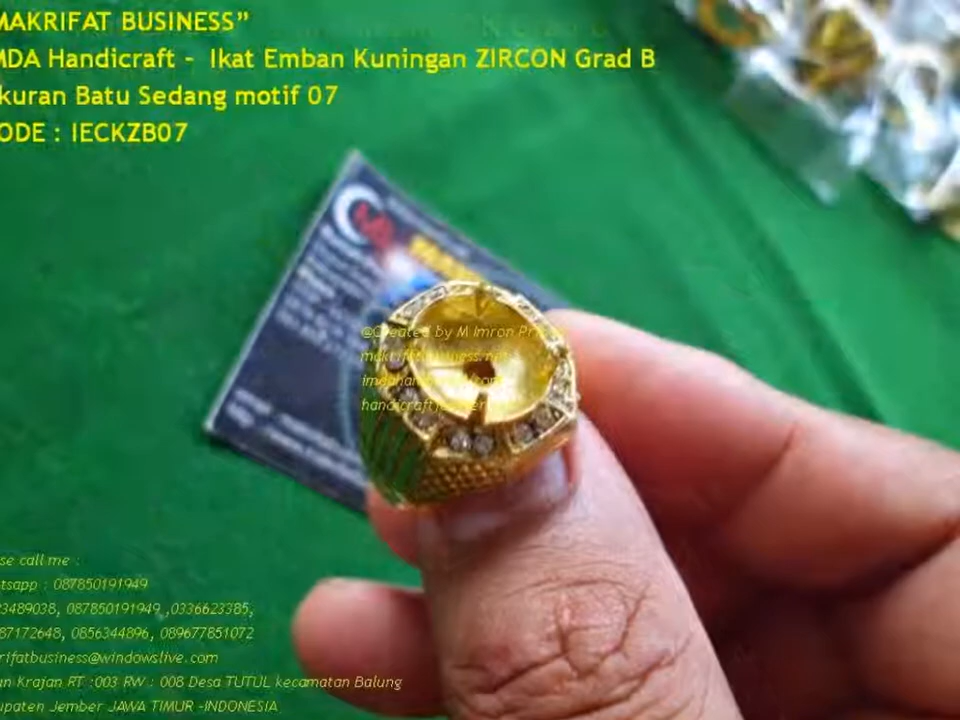 MAKRIFAT BUSINESS”
MDA Handicraft - Ikat Emban Kuningan ZIRCON Grad B
kuran Batu Sedang motif 07
ODE : IECKZB07
@Created by M Imron Pr
se call me :
tsapp : 087850191949
3489038, 087850191949 ,0336623385,
87172648, 0856344896, 089677851072
rifatbusiness@windowslive.com
an Krajan RT :003 RW : 008 Desa TUTUL kecamatan Balung
upaten Jember JAWA TIMUR -INDONESIA